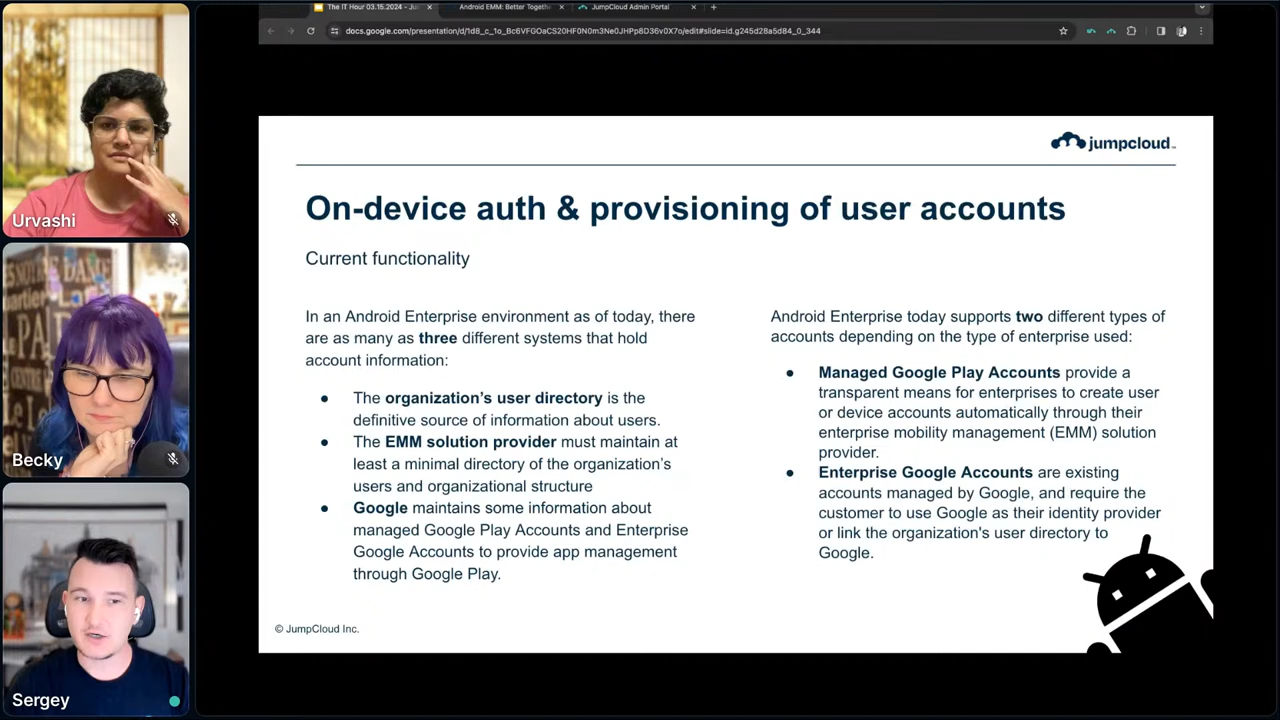 The IT Hour 03.15.2024 - Ju
Android EMM: Better Togeth
JumpCloud Admin Portal
docs.google.com/presentation/d/1d8_c_1o_Bc6VFGOaCS20HF0N0m3Ne0JHPp8D36v0X7o/edit#slide=id.g245d28a5d84_0_344
jumpcloud
On-device auth & provisioning of user accounts
Current functionality
In an Android Enterprise environment as of today, there
are as many as three different systems that hold
account information:
● The organization’s user directory is the
definitive source of information about users.
● The EMM solution provider must maintain at
least a minimal directory of the organization’s
users and organizational structure
● Google maintains some information about
managed Google Play Accounts and Enterprise
Google Accounts to provide app management
through Google Play.
Android Enterprise today supports two different types of
accounts depending on the type of enterprise used:
● Managed Google Play Accounts provide a
transparent means for enterprises to create user
or device accounts automatically through their
enterprise mobility management (EMM) solution
provider.
● Enterprise Google Accounts are existing
accounts managed by Google, and require the
customer to use Google as their identity provider
or link the organization's user directory to
Google.
© JumpCloud Inc.
Urvashi
Becky
Sergey